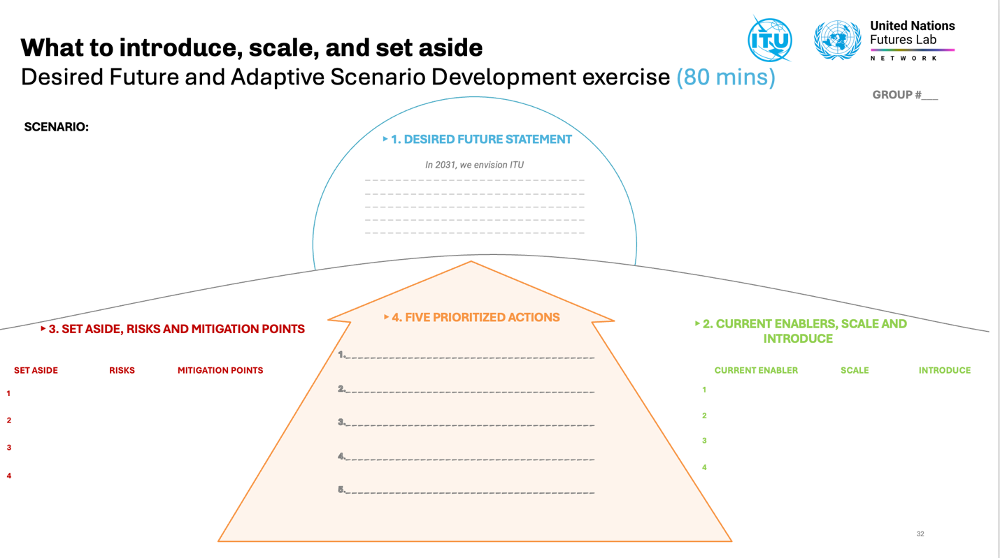 What to introduce, scale, and set aside
Desired Future and Adaptive Scenario Development exercise (80 mins)
ITU
United Nations
Futures Lab
NETWORK
GROUP #___
SCENARIO:
▸ 1. DESIRED FUTURE STATEMENT
In 2031, we envision ITU
▸ 3. SET ASIDE, RISKS AND MITIGATION POINTS
SET ASIDE RISKS MITIGATION POINTS
1
2
3
4
▸ 4. FIVE PRIORITIZED ACTIONS
1.
2.
3.
4.
5.
▸ 2. CURRENT ENABLERS, SCALE AND
INTRODUCE
CURRENT ENABLER SCALE INTRODUCE
1
2
3
4
32